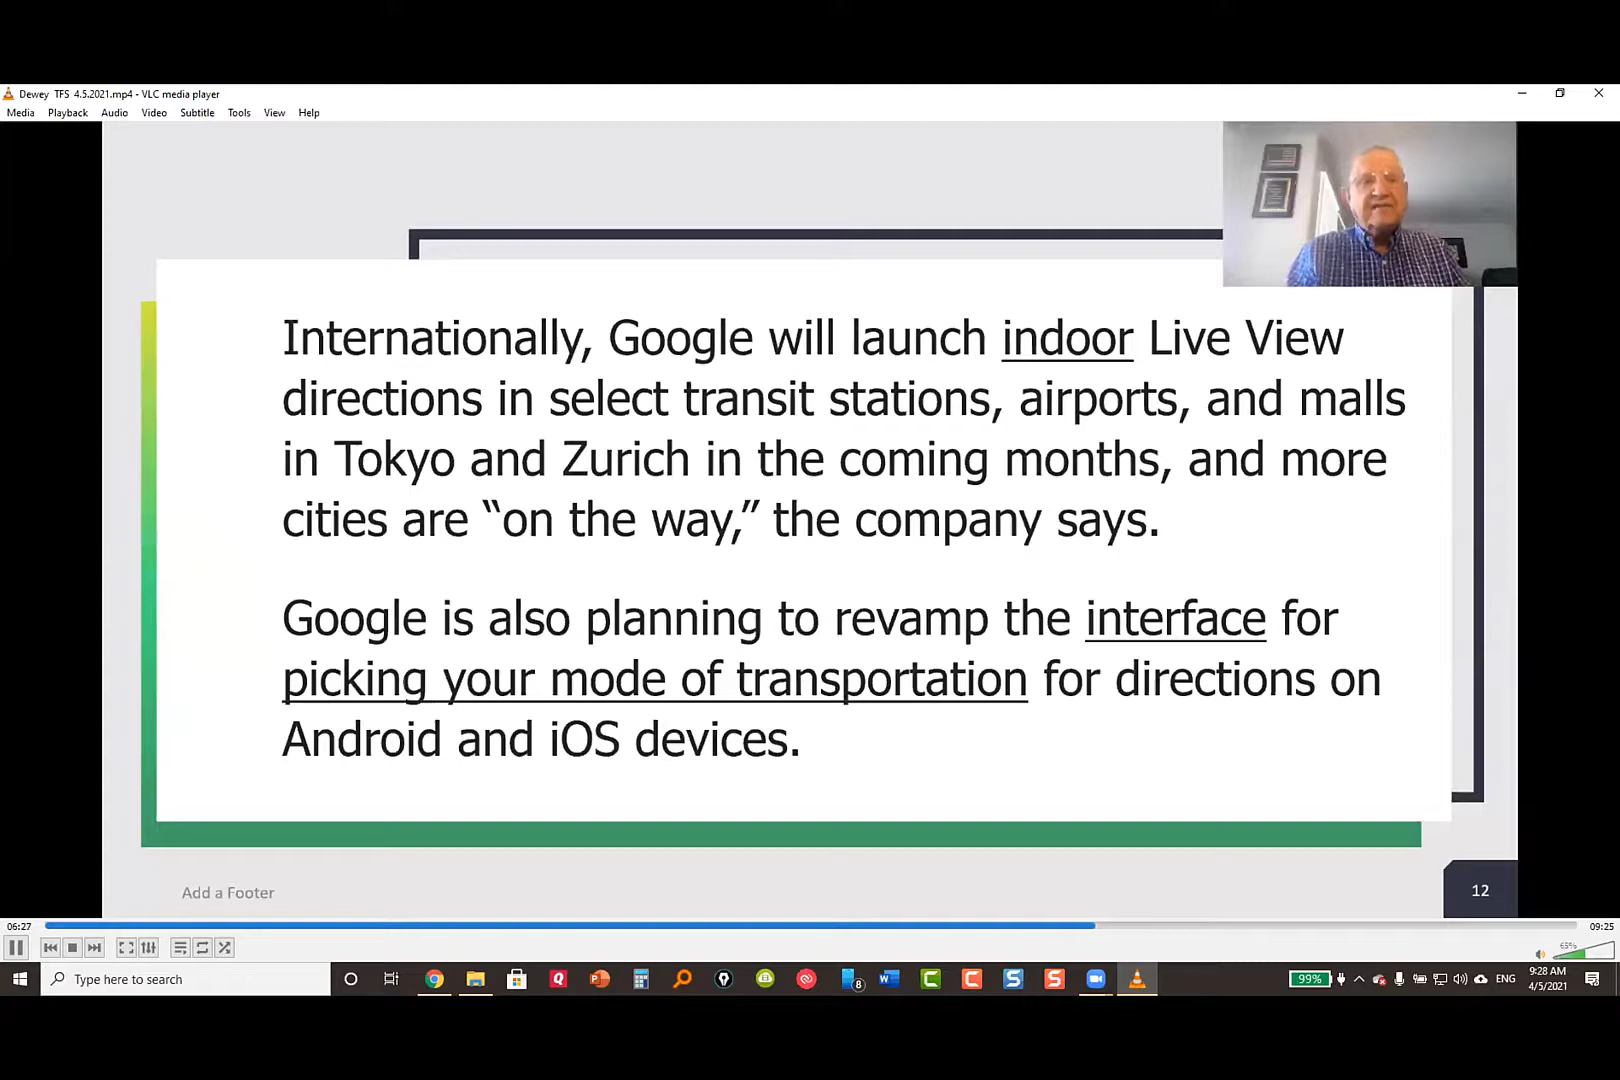 Dewey TFS 4.5.2021.mp4 - VLC media player
Media Playback Audio Video Subtitle Tools View Help
Internationally, Google will launch indoor Live View
directions in select transit stations, airports, and malls
in Tokyo and Zurich in the coming months, and more
cities are “on the way,” the company says.
Google is also planning to revamp the interface for
picking your mode of transportation for directions on
Android and iOS devices.
Add a Footer
12
06:27
09:25
65%
Type here to search
8
99%
ENG
9:28 AM
4/5/2021